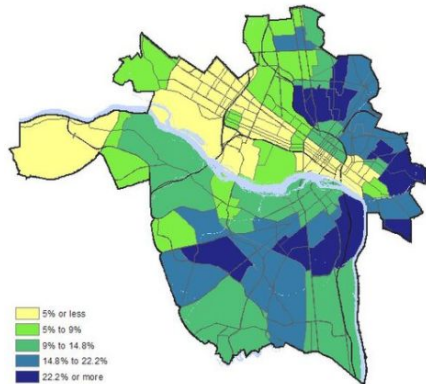 5% or less
5% to 9%
9% to 14.8%
14.8% to 22.2%
22.2% or more